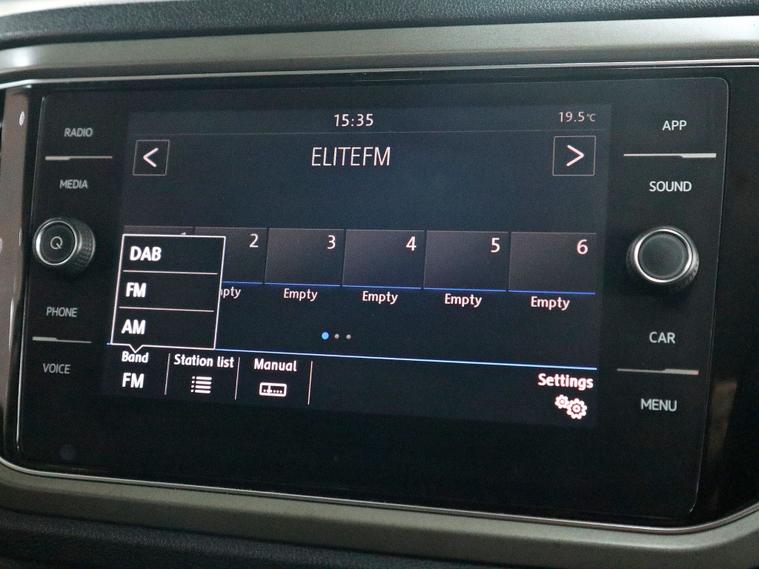 15:35
19.5°C
RADIO
MEDIA
PHONE
VOICE
APP
SOUND
CAR
MENU
<
ELITEFM
>
2
3
4
5
6
Empty
Empty
Empty
Empty
DAB
FM
AM
Band
FM
Station list
Manual
Settings